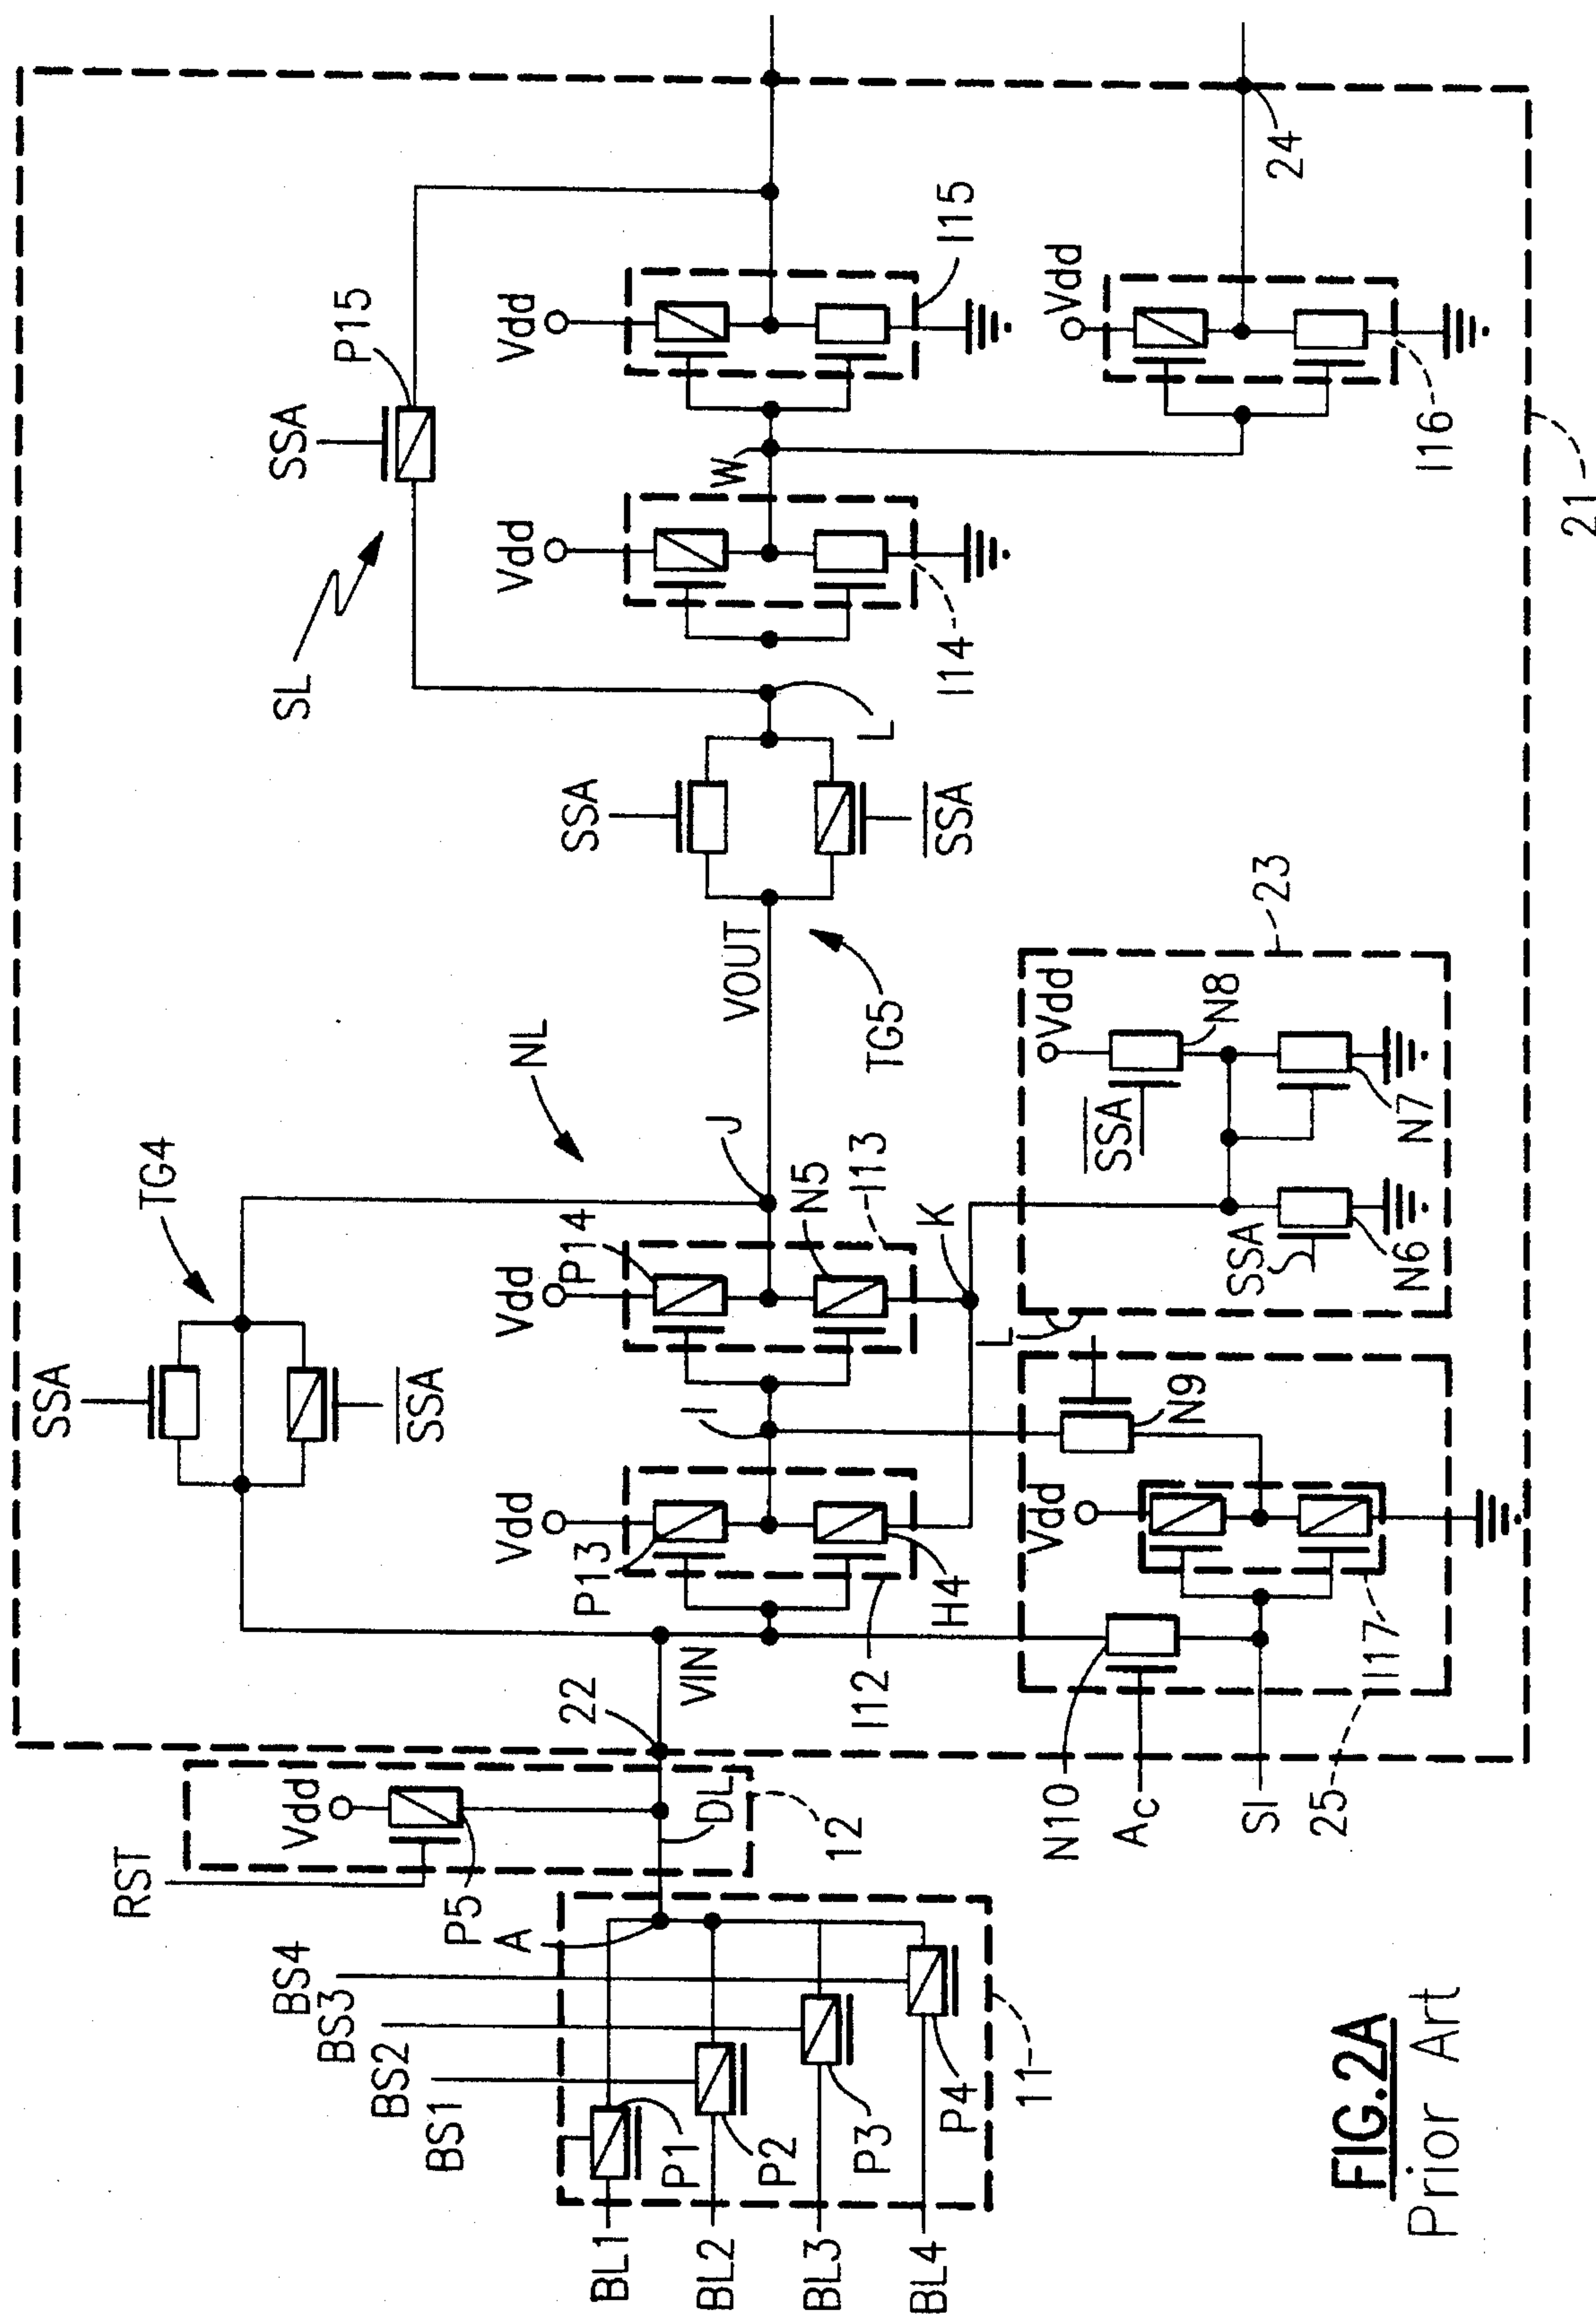 SSA
TG4
SSA
NL
SSA
P15
SL
RST
Vdd
P5
12
DL
22
VIN
A
BS4
BS3
BS2
BS1
BL1
BL2
BL3
BL4
P1
P2
P3
P4
11
Vdd
P13
I12
H4
I
Vdd
P14
N5
I13
J
K
VOUT
SSA
SSA
TG5
L
Vdd
I14
W
Vdd
I15
Vdd
I16
24
21
N10
AC
SI
25
I17
Vdd
N9
L
SSA
N6
SSA
N7
Vdd
N8
23
FIG.2A
Prior Art